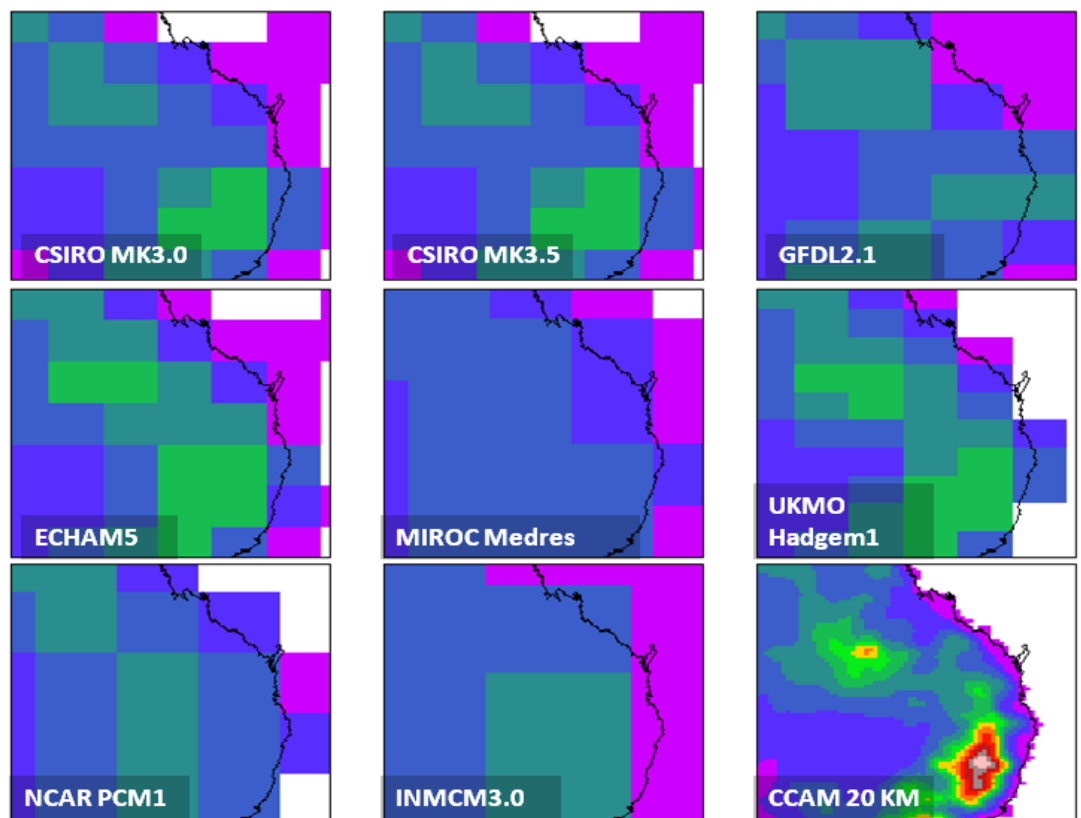 CSIRO MK3.0
CSIRO MK3.5
GFDL2.1
ECHAM5
MIROC Medres
UKMO
Hadgem1
NCAR PCM1
INMCM3.0
CCAM 20 KM